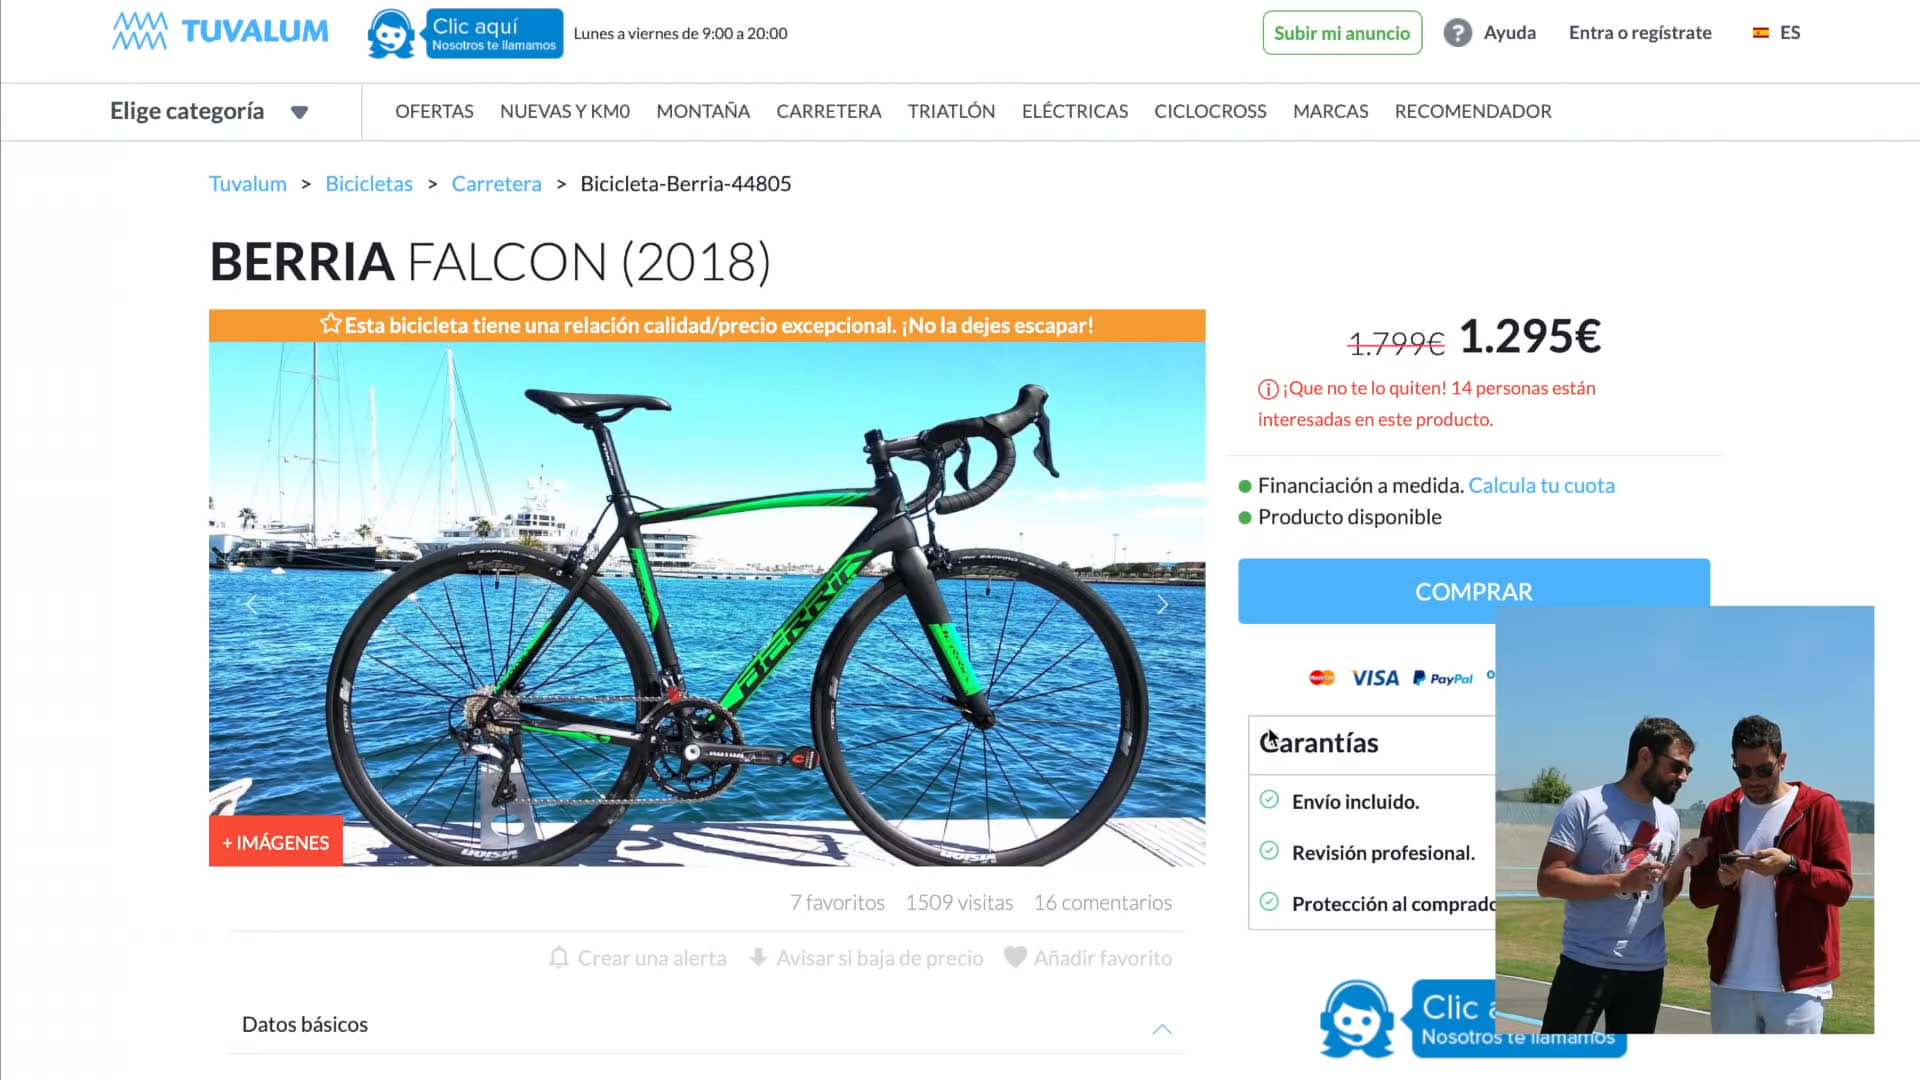 TUVALUM
Clic aquí
Nosotros te llamamos
Lunes a viernes de 9:00 a 20:00
Subir mi anuncio
? Ayuda
Entra o regístrate
ES
Elige categoría
OFERTAS NUEVAS Y KM0 MONTAÑA CARRETERA TRIATLÓN ELÉCTRICAS CICLOCROSS MARCAS RECOMENDADOR
Tuvalum > Bicicletas > Carretera > Bicicleta-Berria-44805
BERRIA FALCON (2018)
Esta bicicleta tiene una relación calidad/precio excepcional. ¡No la dejes escapar!
BERRIA
VISION
VISION
+ IMÁGENES
7 favoritos 1509 visitas 16 comentarios
Crear una alerta Avisar si baja de precio Añadir favorito
Datos básicos
1.799€ 1.295€
¡Que no te lo quiten! 14 personas están
interesadas en este producto.
Financiación a medida. Calcula tu cuota
Producto disponible
COMPRAR
VISA PayPal
Garantías
Envío incluido.
Revisión profesional.
Protección al comprado
Clic a
Nosotros te llamamos